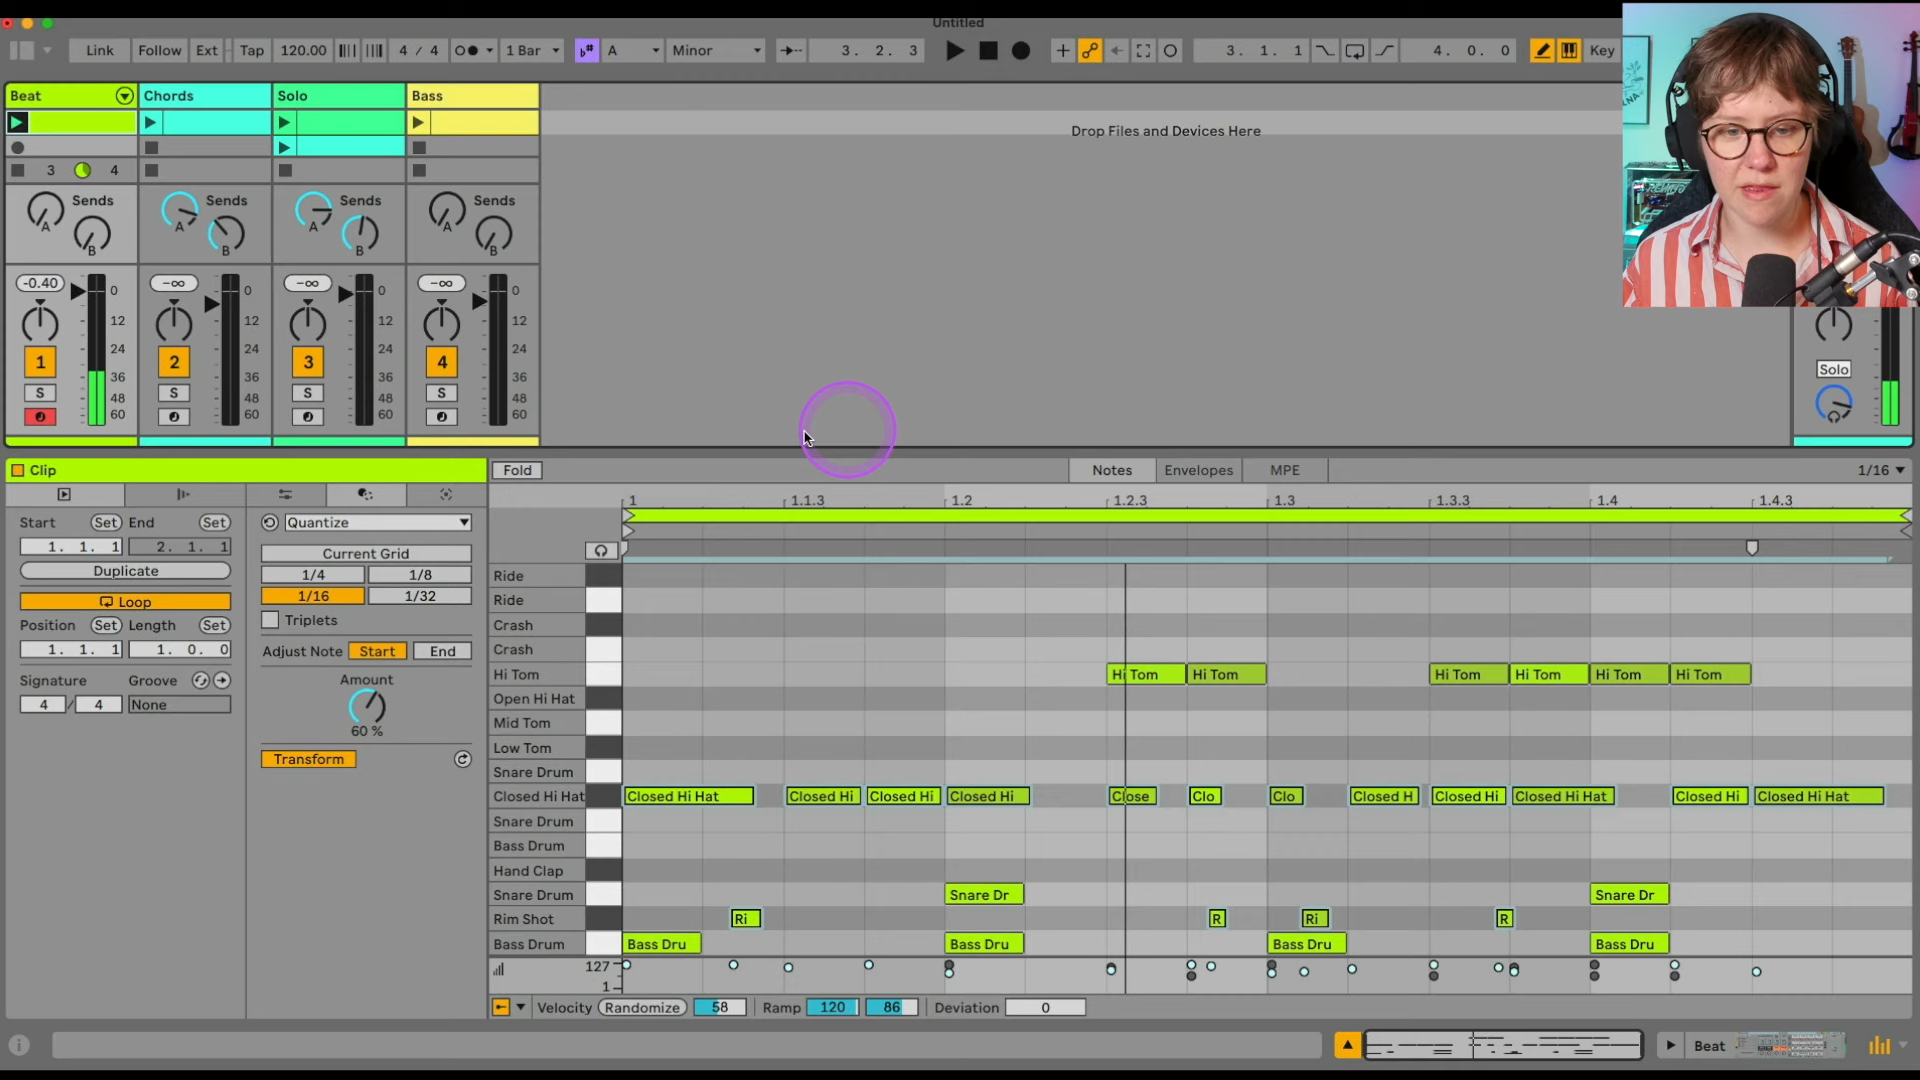 Untitled
Link Follow Ext Tap 120.00 4 / 4 1 Bar A Minor 3. 2. 3 3. 1. 1 4. 0. 0 Key
Beat Chords Solo Bass
Drop Files and Devices Here
3 4
Sends Sends Sends Sends
A A A A
B B B B
-0.40 0 -∞ 0 -∞ 0 -∞ 0
12 12 12 12
24 24 24 24
1 2 3 4
36 36 36 36
Solo
S 48 S 48 S 48 S 48
60 60 60 60
Clip Fold Notes Envelopes MPE 1/16
1 1.1.3 1.2 1.2.3 1.3 1.3.3 1.4 1.4.3
Start Set End Set Quantize
1. 1. 1 2. 1. 1 Current Grid
Duplicate 1/4 1/8
Loop 1/16 1/32
Position Set Length Set Triplets
1. 1. 1 1. 0. 0 Adjust Note Start End
Signature Groove Amount
4 / 4 None
60 %
Transform
Ride
Ride
Crash
Crash
Hi Tom Hi Tom Hi Tom Hi Tom Hi Tom Hi Tom Hi Tom
Open Hi Hat
Mid Tom
Low Tom
Snare Drum
Closed Hi Hat Closed Hi Hat Closed Hi Closed Hi Closed Hi Close Clo Clo Closed H Closed Hi Closed Hi Hat Closed Hi Closed Hi Hat
Snare Drum
Bass Drum
Hand Clap
Snare Drum Snare Dr Snare Dr
Rim Shot Ri R Ri R
Bass Drum Bass Dru Bass Dru Bass Dru Bass Dru
127
1
Velocity Randomize 58 Ramp 120 86 Deviation 0
Beat